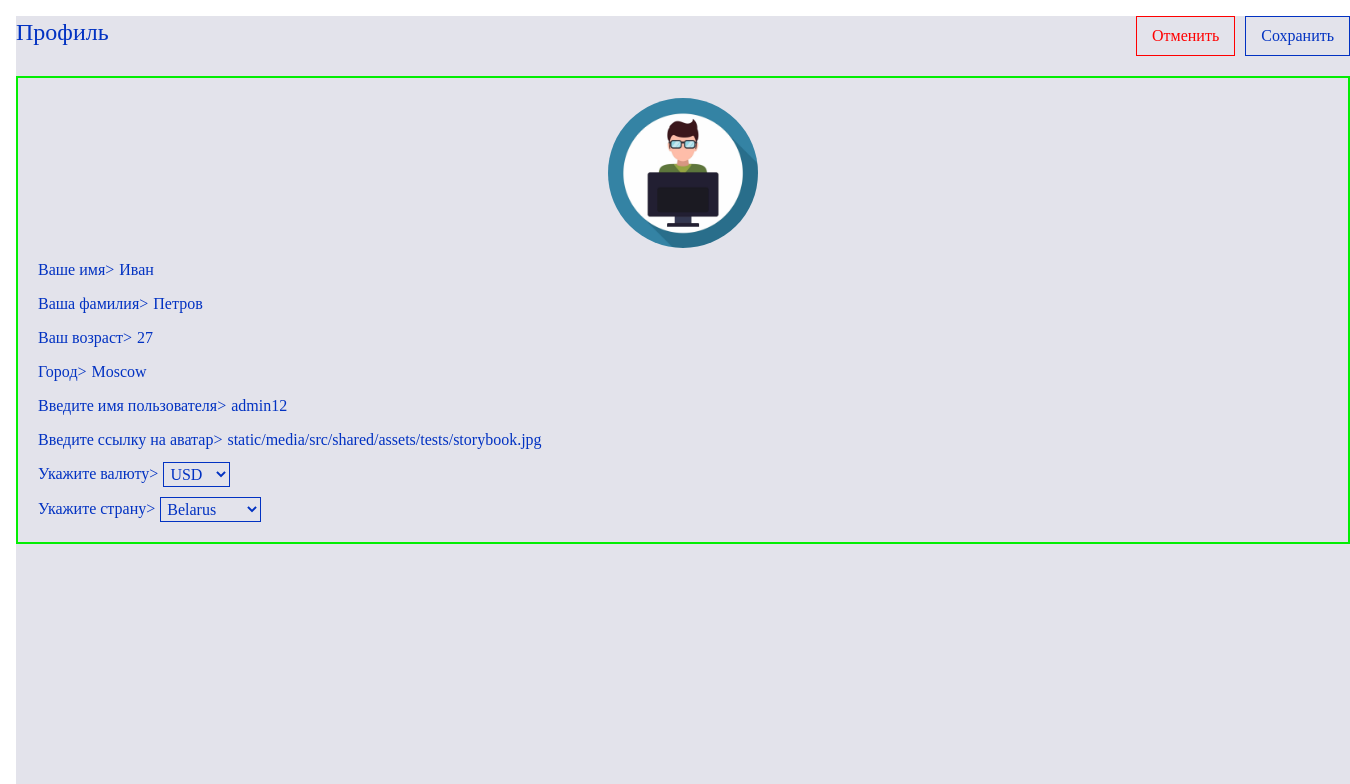 Профиль
Отменить
Сохранить
Ваше имя> Иван
Ваша фамилия> Петров
Ваш возраст> 27
Город> Moscow
Введите имя пользователя> admin12
Введите ссылку на аватар> static/media/src/shared/assets/tests/storybook.jpg
Укажите валюту> USD
Укажите страну> Belarus